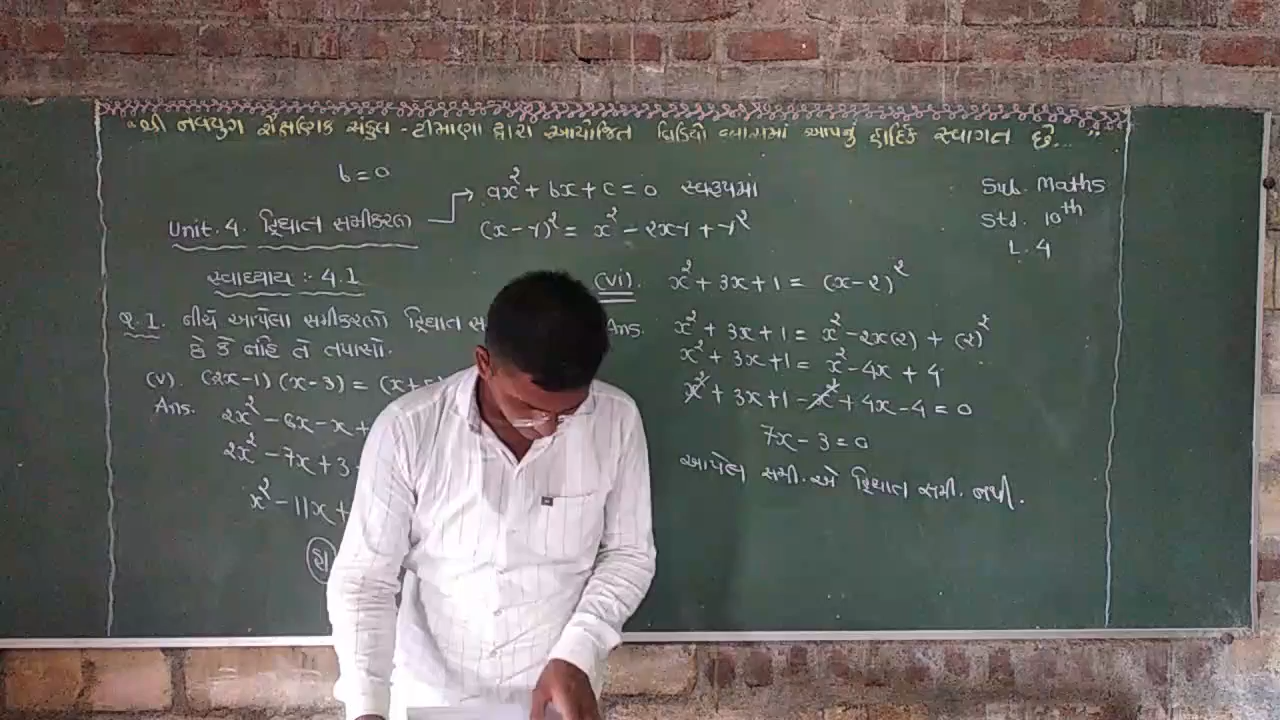 શ્રી નવયુગ શૈક્ષણિક સંકુલ - ટીમાણા દ્વારા આયોજિત વિડિયો ક્લાસમાં આપનું હાર્દિક સ્વાગત છે...
b = 0
ax² + bx + c = 0 સ્વરૂપમાં
Unit. 4. દ્વિઘાત સમીકરણ
(x - y)² = x² - 2xy + y²
Sub. Maths
Std. 10th
L. 4
સ્વાધ્યાય : 4.1
Q.1 નીચે આપેલા સમીકરણો દ્વિઘાત સ
છે કે નહિ તે તપાસો.
(v). (2x-1) (x-3) = (x+5
Ans. 2x² - 6x - x +
2x² - 7x + 3
x² - 11x +
હા
(vi). x² + 3x + 1 = (x-2)²
Ans. x² + 3x + 1 = x² - 2x(2) + (2)²
x² + 3x + 1 = x² - 4x + 4
x² + 3x + 1 - x² + 4x - 4 = 0
7x - 3 = 0
આપેલ સમી. એ દ્વિઘાત સમી. નથી.